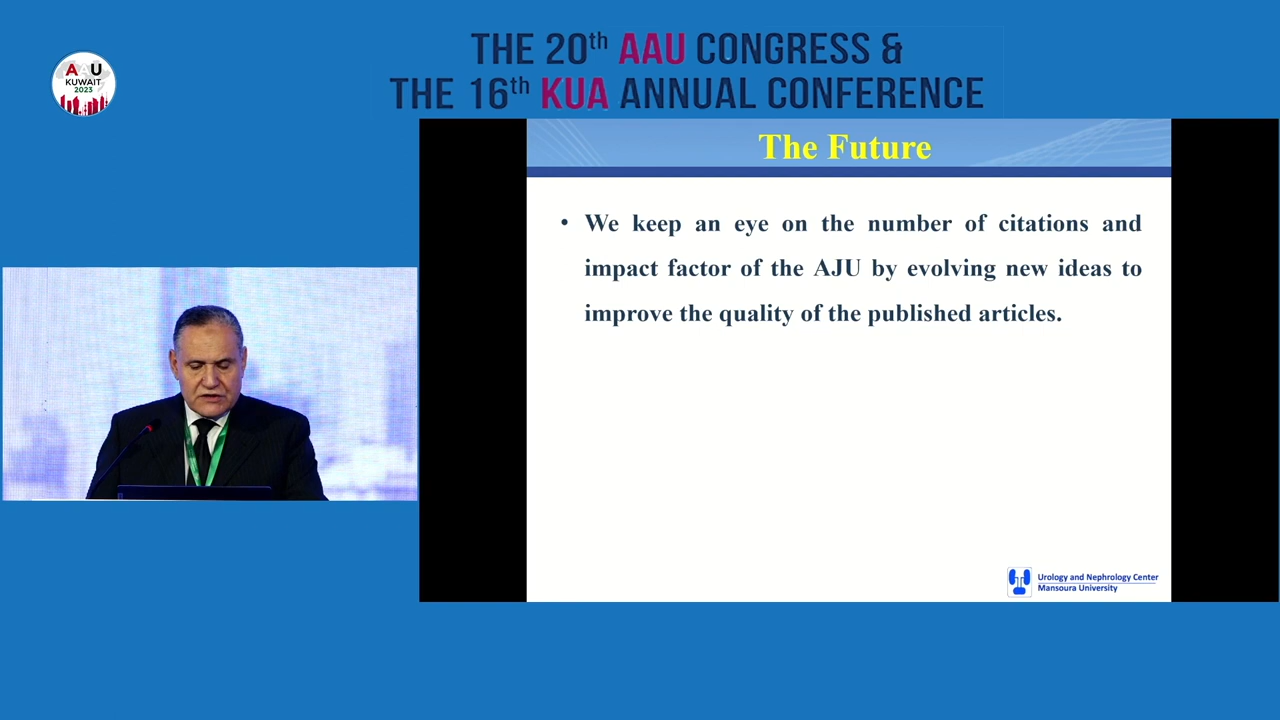 THE 20th AAU CONGRESS &
THE 16th KUA ANNUAL CONFERENCE
AAU
KUWAIT
2023
The Future
• We keep an eye on the number of citations and
impact factor of the AJU by evolving new ideas to
improve the quality of the published articles.
Urology and Nephrology Center
Mansoura University